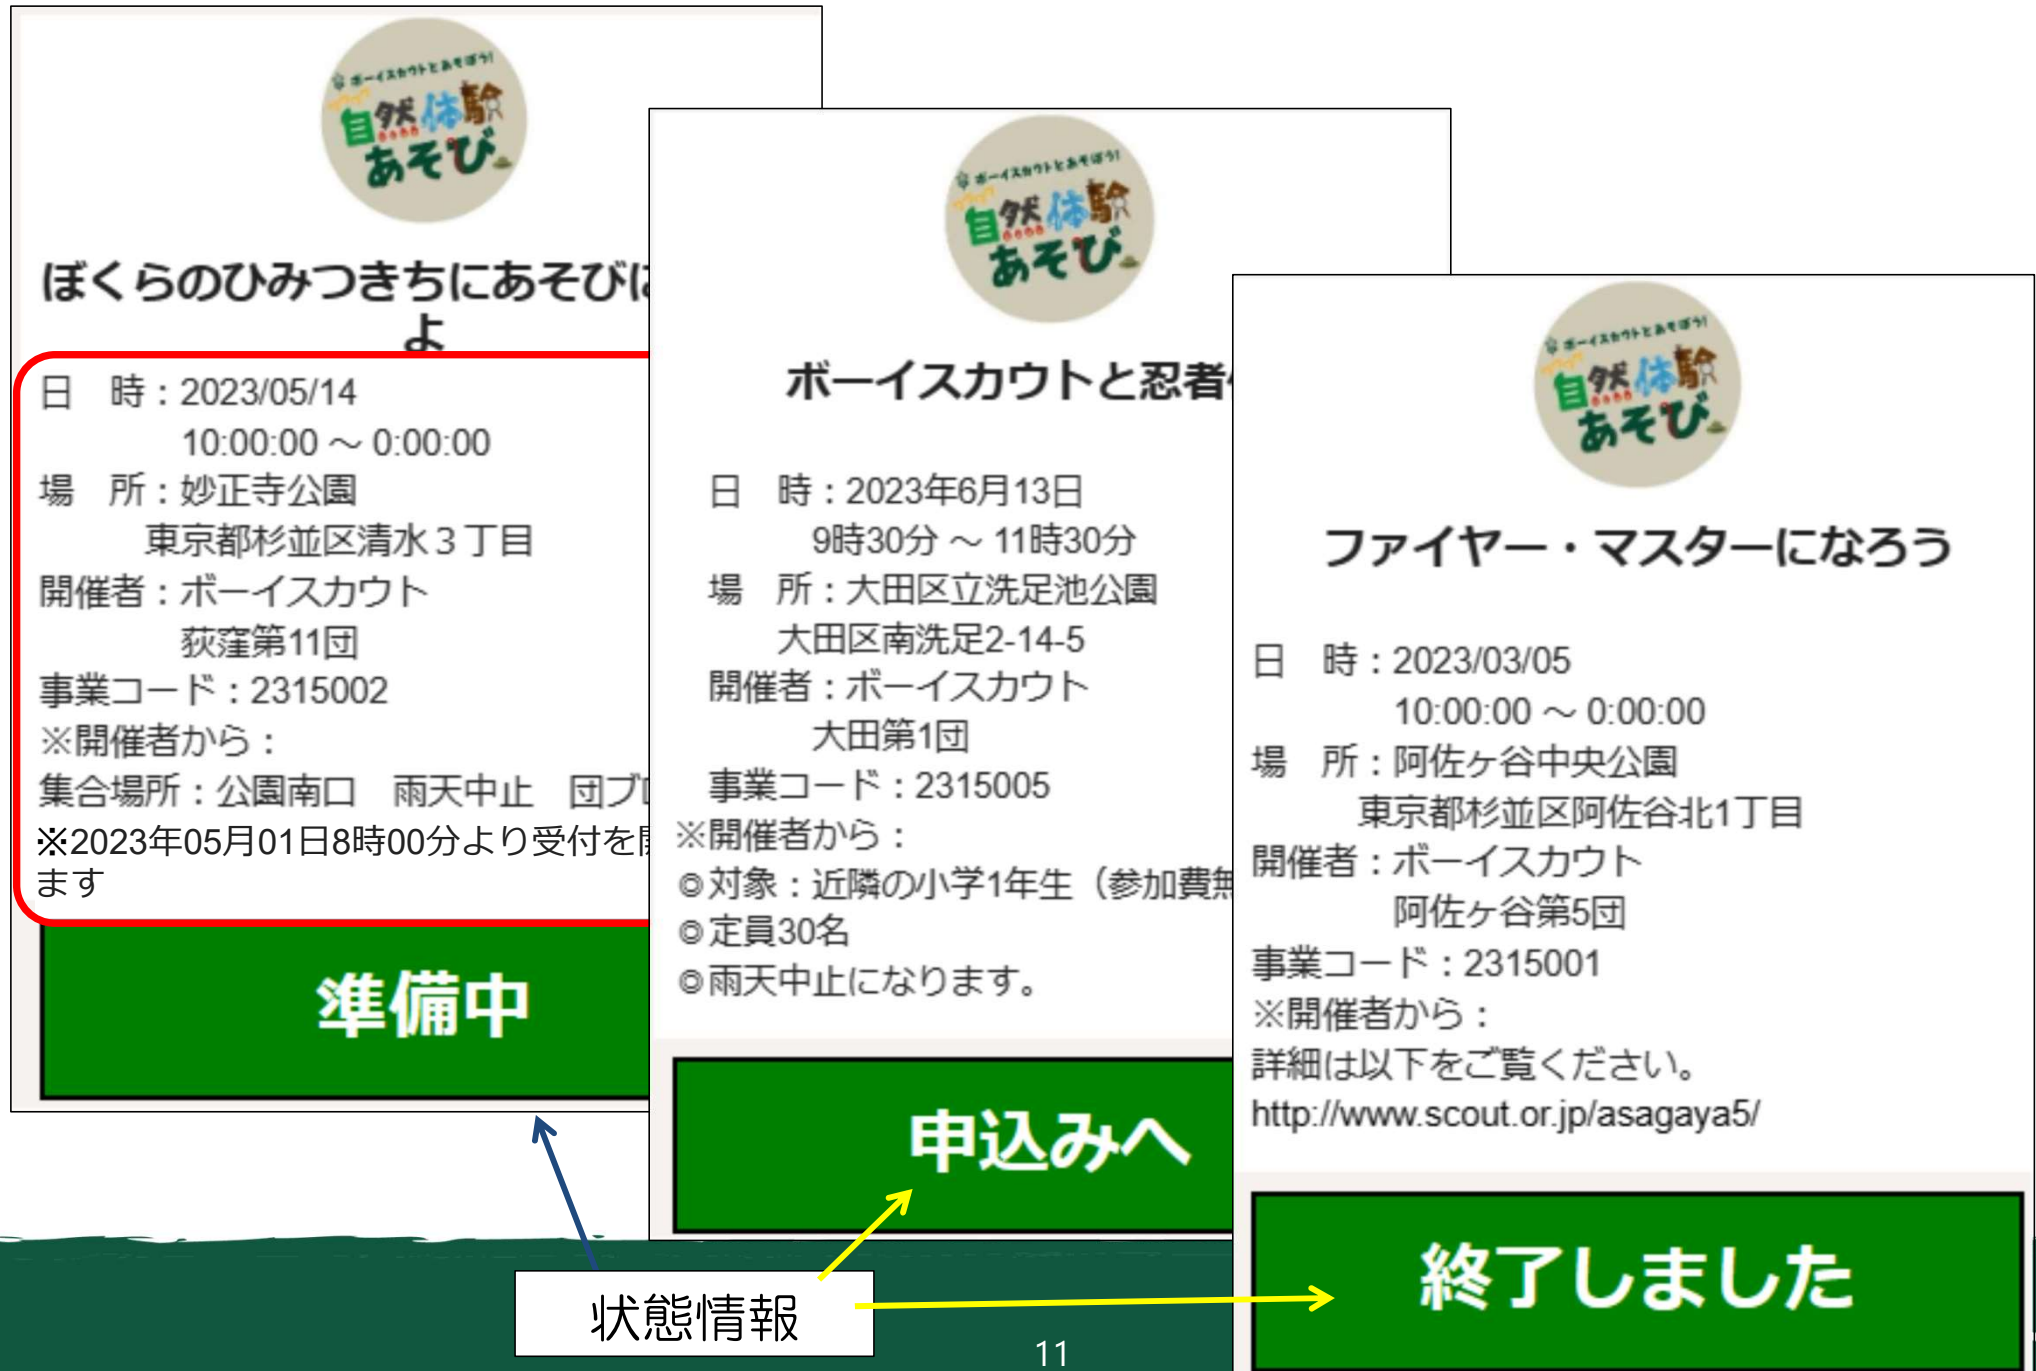 ボーイスカウトとあそぼう!
ワクワク
自然体験
あそび
ぼくらのひみつきちにあそびに
よ
日　時：2023/05/14
10:00:00 ～ 0:00:00
場　所：妙正寺公園
東京都杉並区清水３丁目
開催者：ボーイスカウト
荻窪第11団
事業コード：2315002
※開催者から：
集合場所：公園南口　雨天中止　団ブロ
※2023年05月01日8時00分より受付を開
ます
準備中
ボーイスカウトとあそぼう!
ワクワク
自然体験
あそび
ボーイスカウトと忍者
日　時：2023年6月13日
9時30分 ～ 11時30分
場　所：大田区立洗足池公園
大田区南洗足2-14-5
開催者：ボーイスカウト
大田第1団
事業コード：2315005
※開催者から：
◎対象：近隣の小学1年生（参加費無
◎定員30名
◎雨天中止になります。
申込みへ
ボーイスカウトとあそぼう!
ワクワク
自然体験
あそび
ファイヤー・マスターになろう
日　時：2023/03/05
10:00:00 ～ 0:00:00
場　所：阿佐ヶ谷中央公園
東京都杉並区阿佐谷北1丁目
開催者：ボーイスカウト
阿佐ヶ谷第5団
事業コード：2315001
※開催者から：
詳細は以下をご覧ください。
http://www.scout.or.jp/asagaya5/
終了しました
状態情報
11